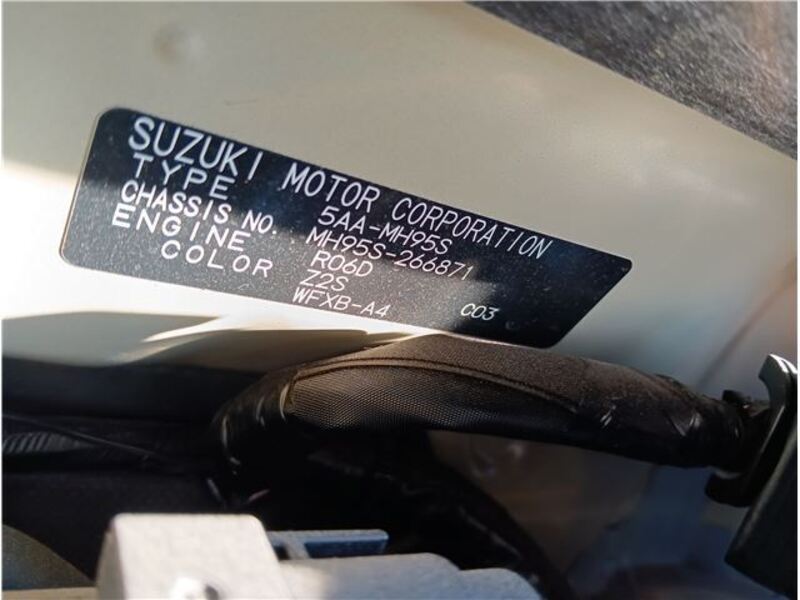 SUZUKI MOTOR CORPORATION
TYPE 5AA-MH95S
CHASSIS NO. MH95S-266871
ENGINE R06D
COLOR Z2S
WFXB-A4 C03